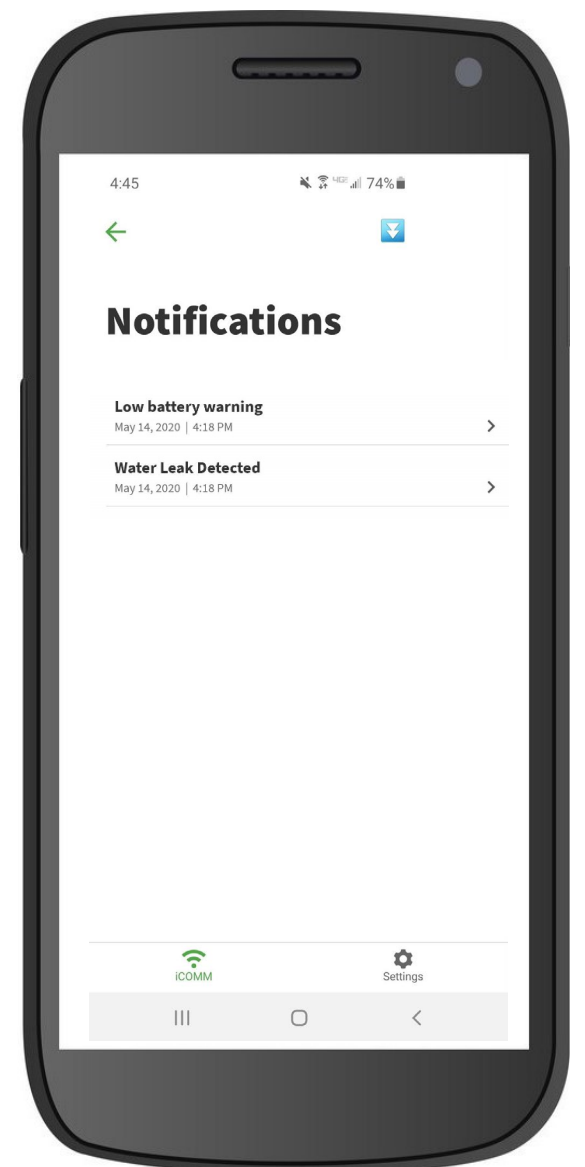 4:45 74%
Notifications
Low battery warning
May 14, 2020 | 4:18 PM
Water Leak Detected
May 14, 2020 | 4:18 PM
iCOMM Settings